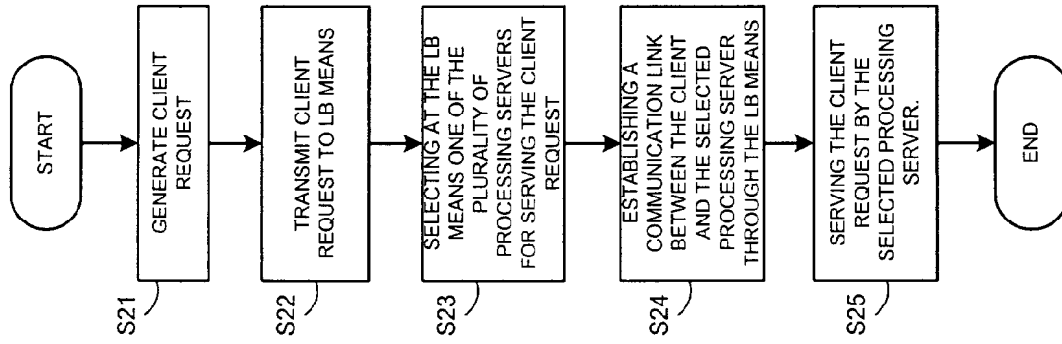 START
S21
GENERATE CLIENT
REQUEST
S22
TRANSMIT CLIENT
REQUEST TO LB MEANS
S23
SELECTING AT THE LB
MEANS ONE OF THE
PLURALITY OF
PROCESSING SERVERS
FOR SERVING THE CLIENT
REQUEST
S24
ESTABLISHING A
COMMUNICATION LINK
BETWEEN THE CLIENT
AND THE SELECTED
PROCESSING SERVER
THROUGH THE LB MEANS
S25
SERVING THE CLIENT
REQUEST BY THE
SELECTED PROCESSING
SERVER.
END